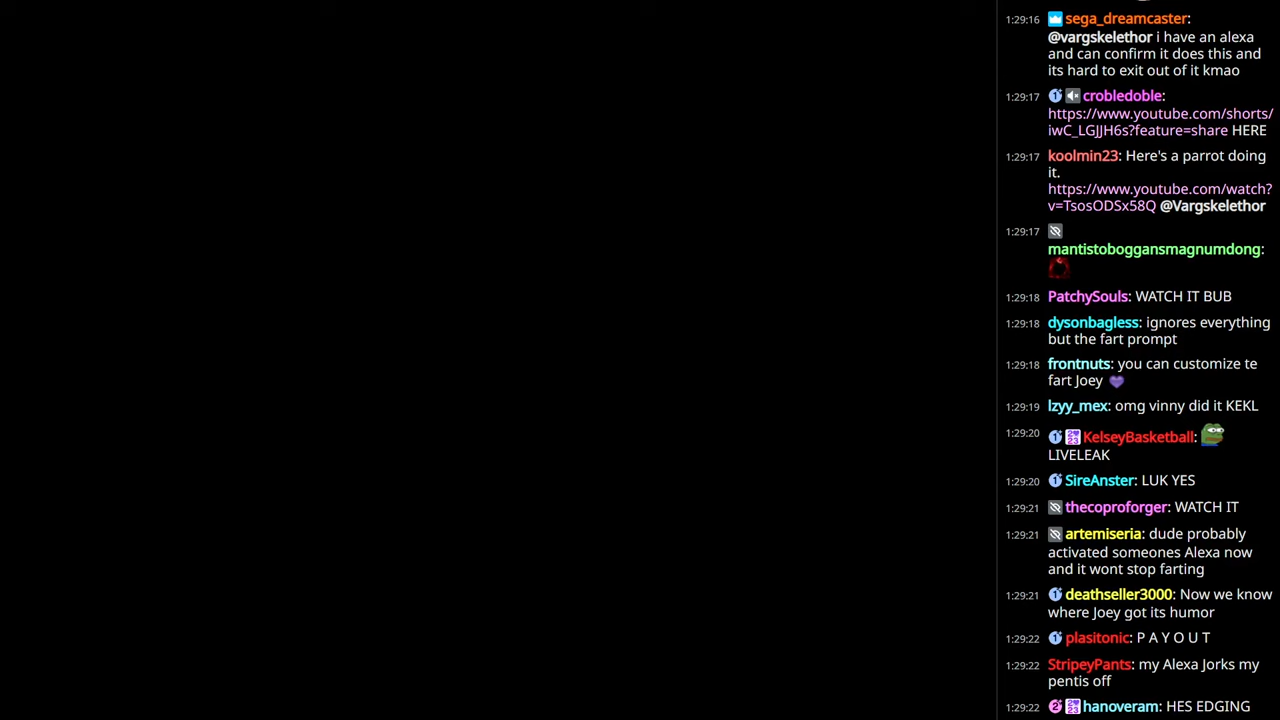 1:29:16 sega_dreamcaster:
@vargskelethor i have an alexa
and can confirm it does this and
its hard to exit out of it kmao
1:29:17 crobledoble:
https://www.youtube.com/shorts/
iwC_LGJJH6s?feature=share HERE
1:29:17 koolmin23: Here's a parrot doing
it.
https://www.youtube.com/watch?
v=TsosODSx58Q @Vargskelethor
1:29:17
mantistoboggansmagnumdong:
1:29:18 PatchySouls: WATCH IT BUB
1:29:18 dysonbagless: ignores everything
but the fart prompt
1:29:18 frontnuts: you can customize te
fart Joey
1:29:19 lzyy_mex: omg vinny did it KEKL
1:29:20 KelseyBasketball:
LIVELEAK
1:29:20 SireAnster: LUK YES
1:29:21 thecoproforger: WATCH IT
1:29:21 artemiseria: dude probably
activated someones Alexa now
and it wont stop farting
1:29:21 deathseller3000: Now we know
where Joey got its humor
1:29:22 plasitonic: P A Y O U T
1:29:22 StripeyPants: my Alexa Jorks my
pentis off
1:29:22 hanoveram: HES EDGING